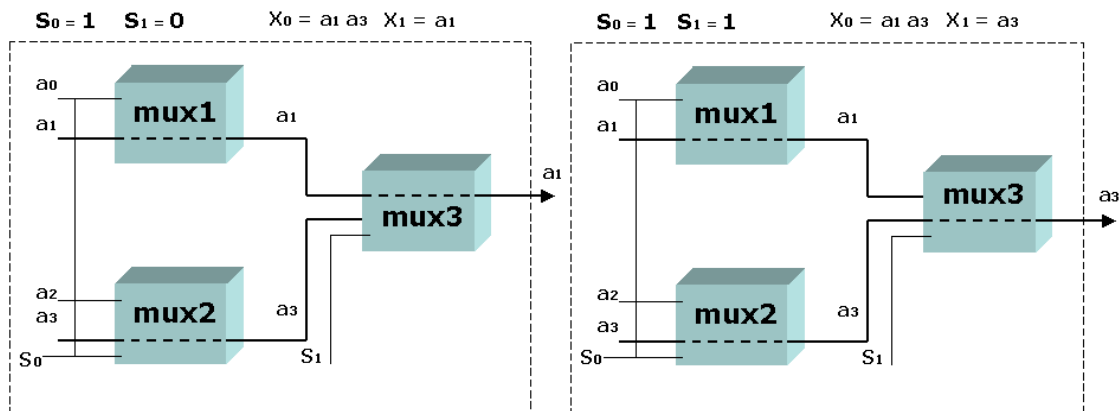 S0 = 1 S1 = 0 X0 = a1 a3 X1 = a1
a0
mux1
a1
a1
a1
mux3
a2
mux2
a3
a3
S0
S1
S0 = 1 S1 = 1 X0 = a1 a3 X1 = a3
a0
mux1
a1
a1
mux3
a3
a2
mux2
a3
a3
S0
S1